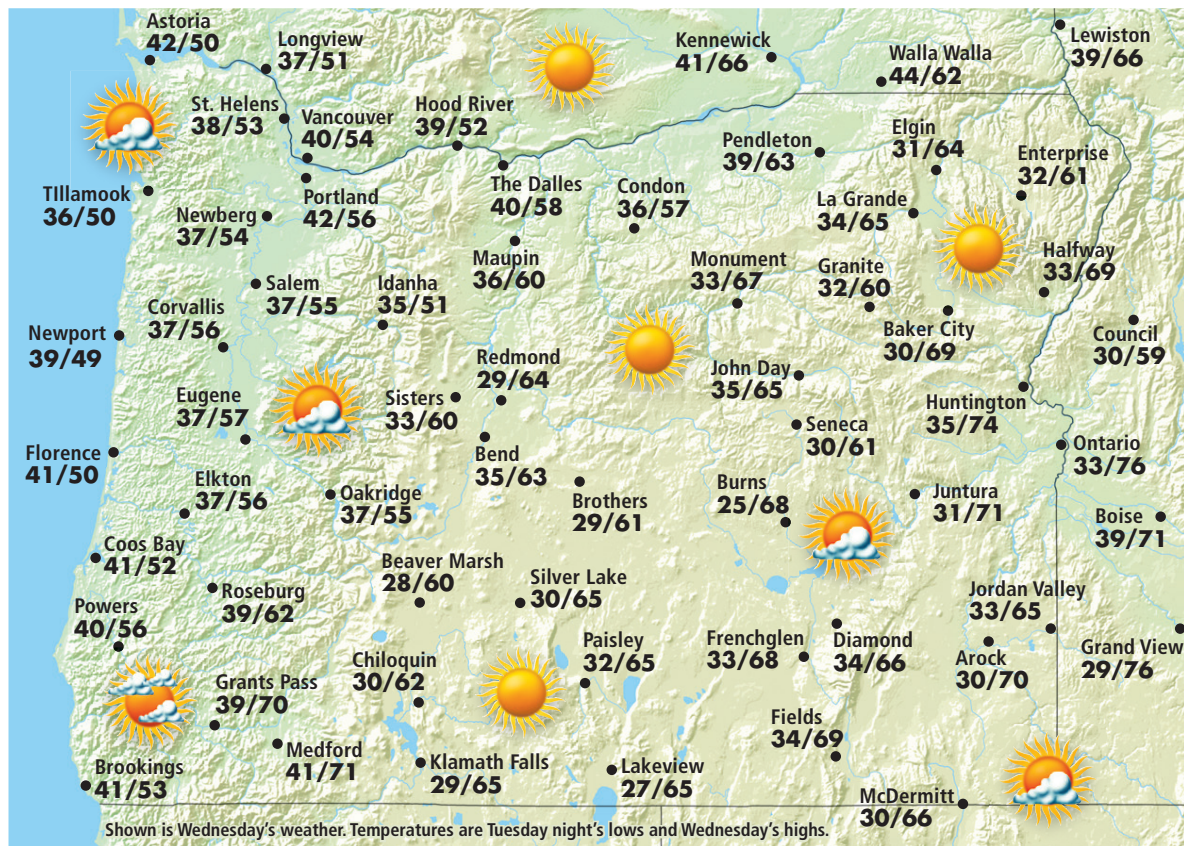 Astoria
42/50
Longview
37/51
Kennewick
41/66
Walla Walla
44/62
Lewiston
39/66
St. Helens
38/53
Vancouver
40/54
Hood River
39/52
Pendleton
39/63
Elgin
31/64
Enterprise
32/61
TIllamook
36/50
Newberg
37/54
Portland
42/56
The Dalles
40/58
Condon
36/57
La Grande
34/65
Maupin
36/60
Monument
33/67
Granite
32/60
Halfway
33/69
Salem
37/55
Idanha
35/51
Corvallis
37/56
Newport
39/49
Baker City
30/69
Council
30/59
Redmond
29/64
John Day
35/65
Eugene
37/57
Sisters
33/60
Huntington
35/74
Seneca
30/61
Florence
41/50
Bend
35/63
Ontario
33/76
Elkton
37/56
Oakridge
37/55
Brothers
29/61
Burns
25/68
Juntura
31/71
Boise
39/71
Coos Bay
41/52
Beaver Marsh
28/60
Silver Lake
30/65
Roseburg
39/62
Jordan Valley
33/65
Powers
40/56
Paisley
32/65
Frenchglen
33/68
Diamond
34/66
Arock
30/70
Grand View
29/76
Chiloquin
30/62
Grants Pass
39/70
Fields
34/69
Medford
41/71
Klamath Falls
29/65
Lakeview
27/65
Brookings
41/53
McDermitt
30/66
Shown is Wednesday's weather. Temperatures are Tuesday night's lows and Wednesday's highs.